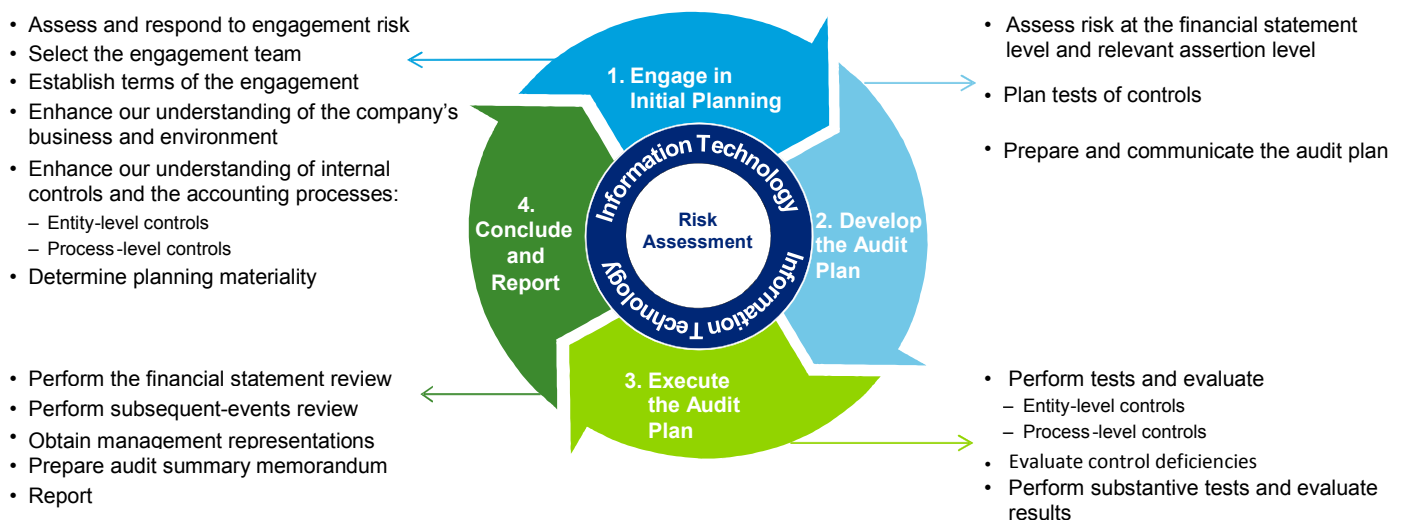 • Assess and respond to engagement risk
• Select the engagement team
• Establish terms of the engagement
• Enhance our understanding of the company's
business and environment
• Enhance our understanding of internal
controls and the accounting processes:
– Entity-level controls
– Process-level controls
• Determine planning materiality
1. Engage in
Initial Planning
• Assess risk at the financial statement
level and relevant assertion level
• Plan tests of controls
• Prepare and communicate the audit plan
Information Technology
Risk
Assessment
Information Technology
2. Develop
the Audit
Plan
4.
Conclude
and
Report
3. Execute
the Audit
Plan
• Perform the financial statement review
• Perform subsequent-events review
• Obtain management representations
• Prepare audit summary memorandum
• Report
• Perform tests and evaluate
– Entity-level controls
– Process-level controls
• Evaluate control deficiencies
• Perform substantive tests and evaluate
results